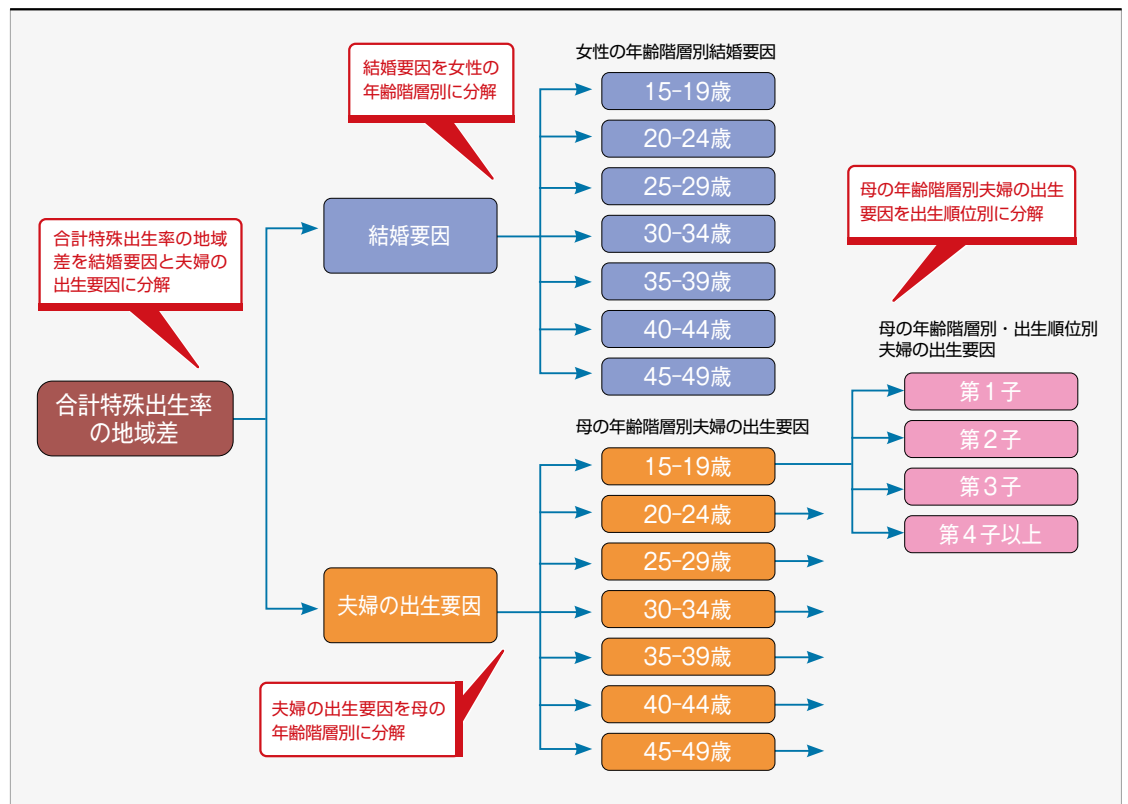 結婚要因を女性の
年齢階層別に分解
女性の年齢階層別結婚要因
15-19歳
20-24歳
25-29歳
30-34歳
35-39歳
40-44歳
45-49歳
母の年齢階層別夫婦の出生
要因を出生順位別に分解
合計特殊出生率の地域
差を結婚要因と夫婦の
出生要因に分解
結婚要因
合計特殊出生率
の地域差
母の年齢階層別・出生順位別
夫婦の出生要因
第1子
第2子
第3子
第4子以上
母の年齢階層別夫婦の出生要因
15-19歳
20-24歳
25-29歳
30-34歳
35-39歳
40-44歳
45-49歳
夫婦の出生要因
夫婦の出生要因を母の
年齢階層別に分解